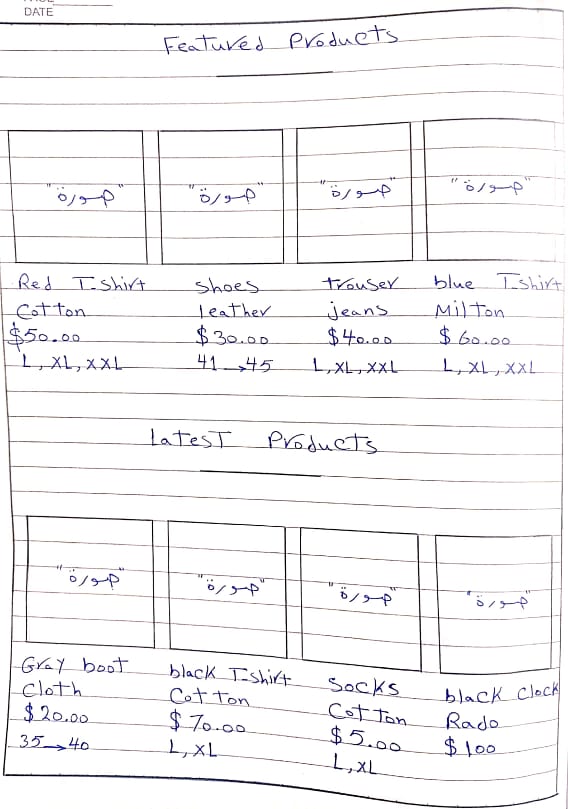 DATE
Featured Products
"صورة" "صورة" "صورة" "صورة"
Red T-shirt shoes trouser blue T-shirt
Cotton leather jeans Milton
$50.00 $30.00 $40.00 $60.00
L, XL, XXL 41→45 L, XL, XXL L, XL, XXL
Latest Products
"صورة" "صورة" "صورة" "صورة"
Gray boot black T-shirt Socks black Clock
Cloth Cotton Cotton Rado
$20.00 $70.00 $5.00 $100
35→40 L, XL L, XL